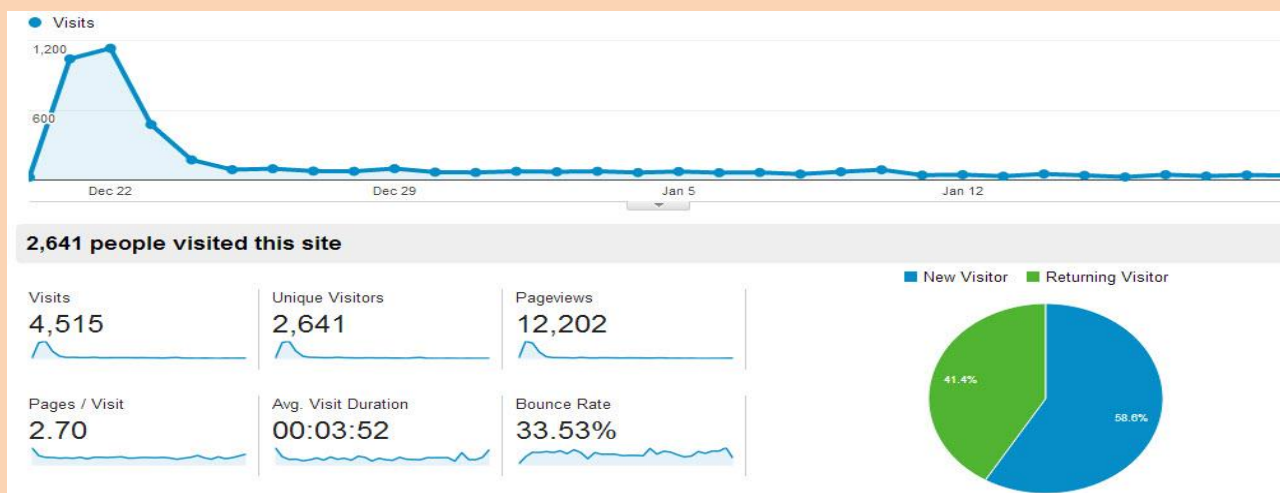 Visits
1,200
600
Dec 22 Dec 29 Jan 5 Jan 12
2,641 people visited this site
New Visitor Returning Visitor
Visits Unique Visitors Pageviews
4,515 2,641 12,202
41.4%
58.6%
Pages / Visit Avg. Visit Duration Bounce Rate
2.70 00:03:52 33.53%